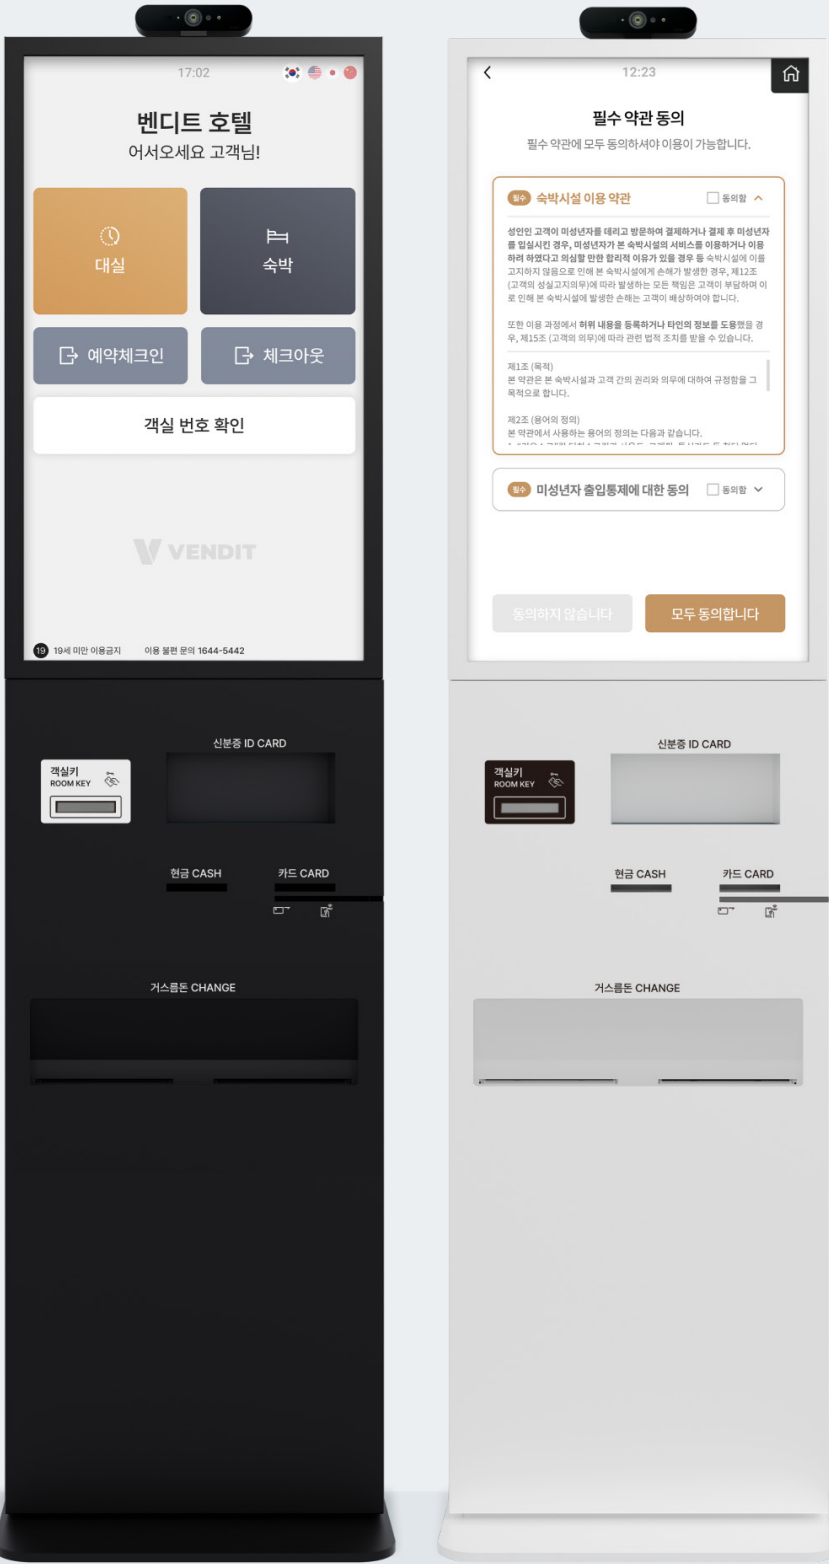 17:02
벤디트 호텔
어서오세요 고객님!
대실
숙박
예약체크인
체크아웃
객실 번호 확인
VENDIT
19 19세 미만 이용금지 이용 불편 문의 1644-5442
신분증 ID CARD
객실키
ROOM KEY
현금 CASH
카드 CARD
거스름돈 CHANGE
12:23
필수 약관 동의
필수 약관에 모두 동의하셔야 이용이 가능합니다.
필수 숙박시설 이용 약관 동의함
성인인 고객이 미성년자를 데리고 방문하여 결제하거나 결제 후 미성년자
를 입실시킨 경우, 미성년자가 본 숙박시설의 서비스를 이용하거나 이용
하려 하였다고 의심할 만한 합리적 이유가 있을 경우 등 숙박시설에 이를
고지하지 않음으로 인해 본 숙박시설에게 손해가 발생한 경우, 제12조
(고객의 성실고지의무)에 따라 발생하는 모든 책임은 고객이 부담하며 이
로 인해 본 숙박시설에 발생한 손해는 고객이 배상하여야 합니다.
또한 이용 과정에서 허위 내용을 등록하거나 타인의 정보를 도용했을 경
우, 제15조 (고객의 의무)에 따라 관련 법적 조치를 받을 수 있습니다.
제1조 (목적)
본 약관은 본 숙박시설과 고객 간의 권리와 의무에 대하여 규정함을 그
목적으로 합니다.
제2조 (용어의 정의)
본 약관에서 사용하는 용어의 정의는 다음과 같습니다.
필수 미성년자 출입통제에 대한 동의 동의함
동의하지 않습니다
모두 동의합니다
신분증 ID CARD
객실키
ROOM KEY
현금 CASH
카드 CARD
거스름돈 CHANGE